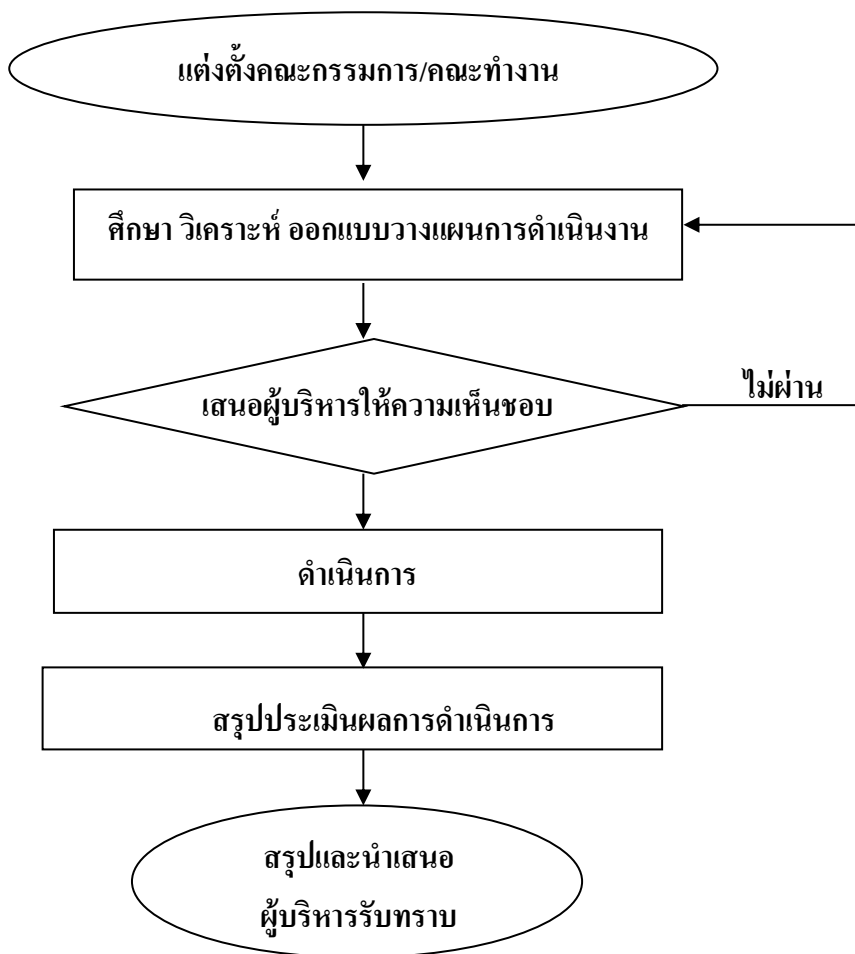 แต่งตั้งคณะกรรมการ/คณะทำงาน
ศึกษา วิเคราะห์ ออกแบบวางแผนการดำเนินงาน
เสนอผู้บริหารให้ความเห็นชอบ
ไม่ผ่าน
ดำเนินการ
สรุปประเมินผลการดำเนินการ
สรุปและนำเสนอ
ผู้บริหารรับทราบ